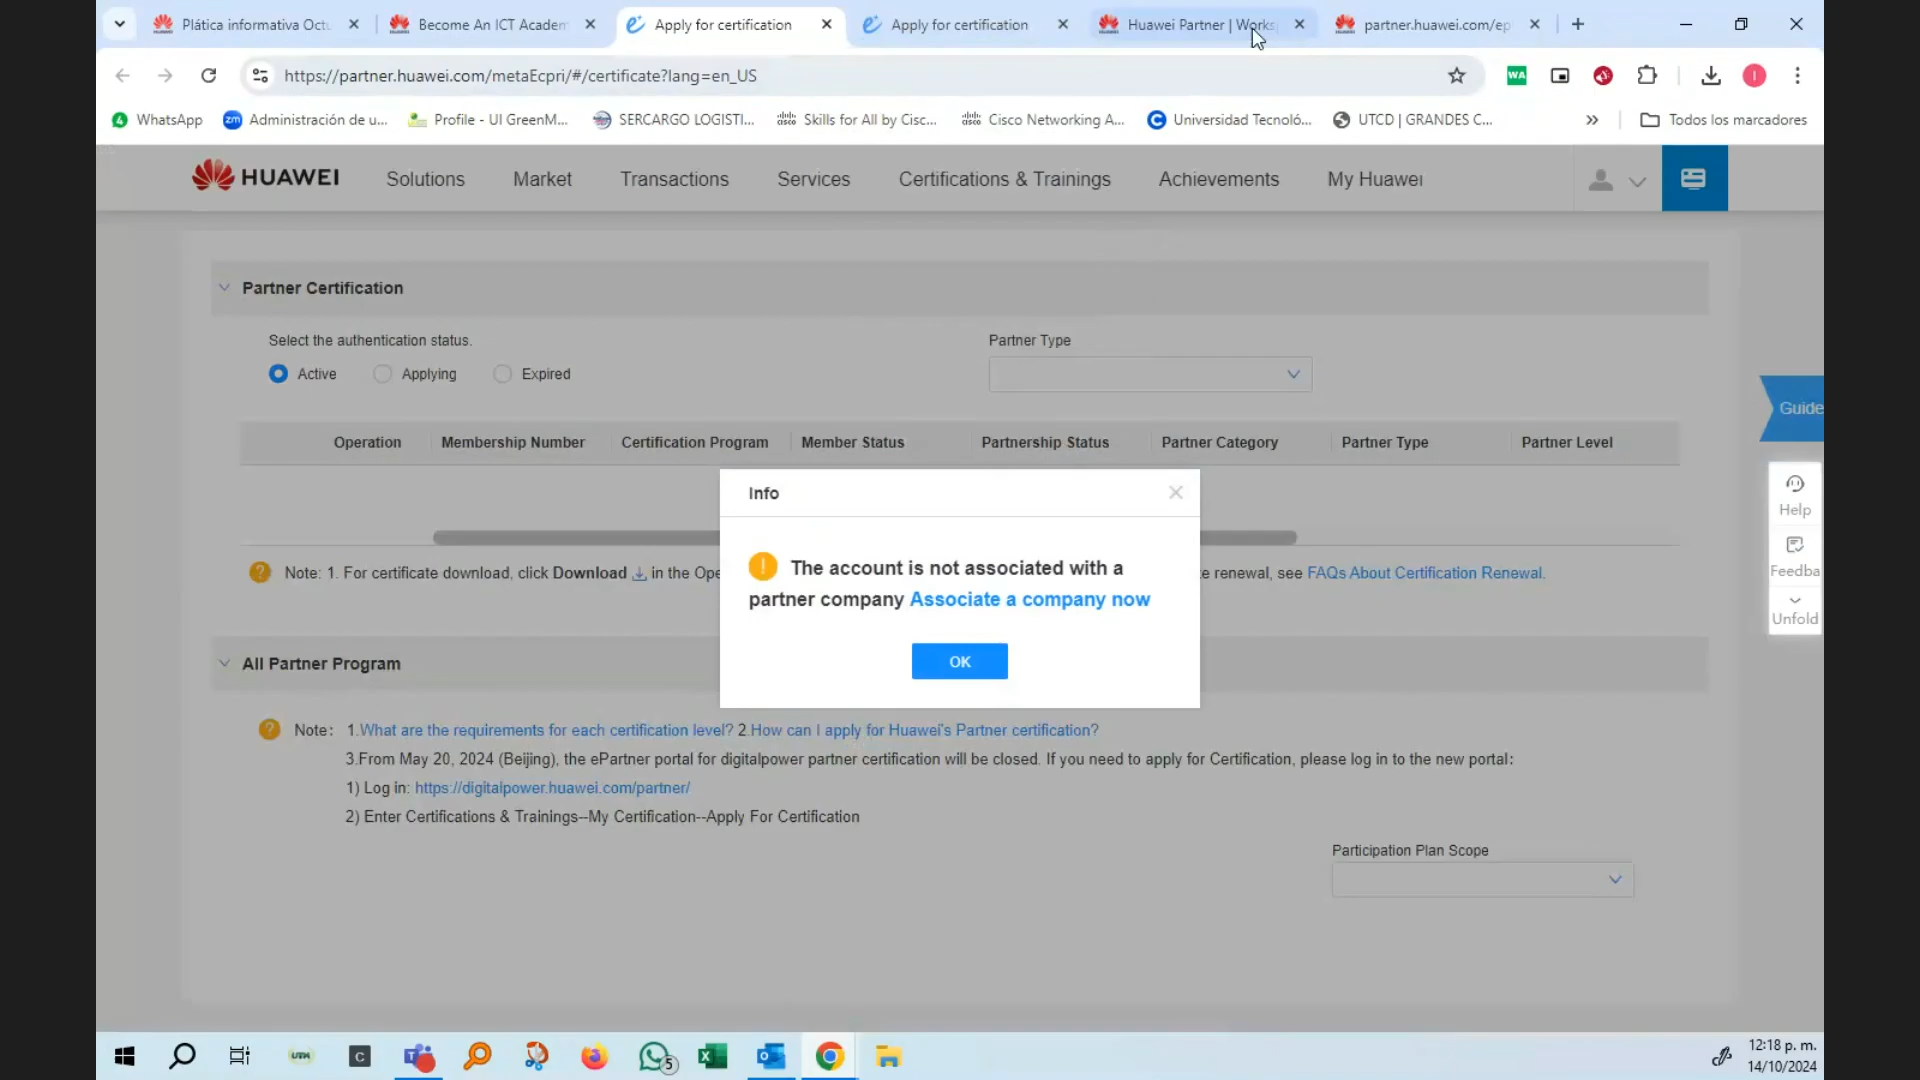 Plática informativa Octu
Become An ICT Academ
Apply for certification
Apply for certification
Huawei Partner | Works
partner.huawei.com/ep
https://partner.huawei.com/metaEcpri/#/certificate?lang=en_US
WA
I
WhatsApp
zm Administración de u...
Profile - UI GreenM...
SERCARGO LOGISTI...
cisco Skills for All by Cisc...
cisco Cisco Networking A...
C Universidad Tecnoló...
UTCD | GRANDES C...
»
Todos los marcadores
HUAWEI
Solutions
Market
Transactions
Services
Certifications & Trainings
Achievements
My Huawei
Partner Certification
Select the authentication status.
Partner Type
Active
Applying
Expired
Guide
Operation
Membership Number
Certification Program
Member Status
Partnership Status
Partner Category
Partner Type
Partner Level
Info
The account is not associated with a
partner company Associate a company now
OK
Help
Feedba
Unfold
Note: 1. For certificate download, click Download in the Ope
e renewal, see FAQs About Certification Renewal.
All Partner Program
Note: 1.What are the requirements for each certification level? 2.How can I apply for Huawei's Partner certification?
3.From May 20, 2024 (Beijing), the ePartner portal for digitalpower partner certification will be closed. If you need to apply for Certification, please log in to the new portal:
1) Log in: https://digitalpower.huawei.com/partner/
2) Enter Certifications & Trainings--My Certification--Apply For Certification
Participation Plan Scope
C
5
12:18 p. m.
14/10/2024